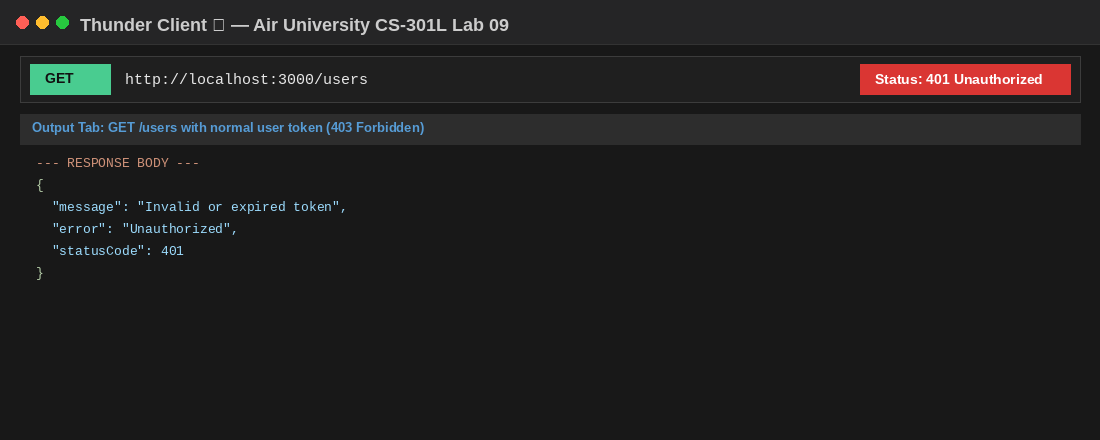 Thunder Client — Air University CS-301L Lab 09
GET http://localhost:3000/users Status: 401 Unauthorized
Output Tab: GET /users with normal user token (403 Forbidden)
--- RESPONSE BODY ---
{
"message": "Invalid or expired token",
"error": "Unauthorized",
"statusCode": 401
}